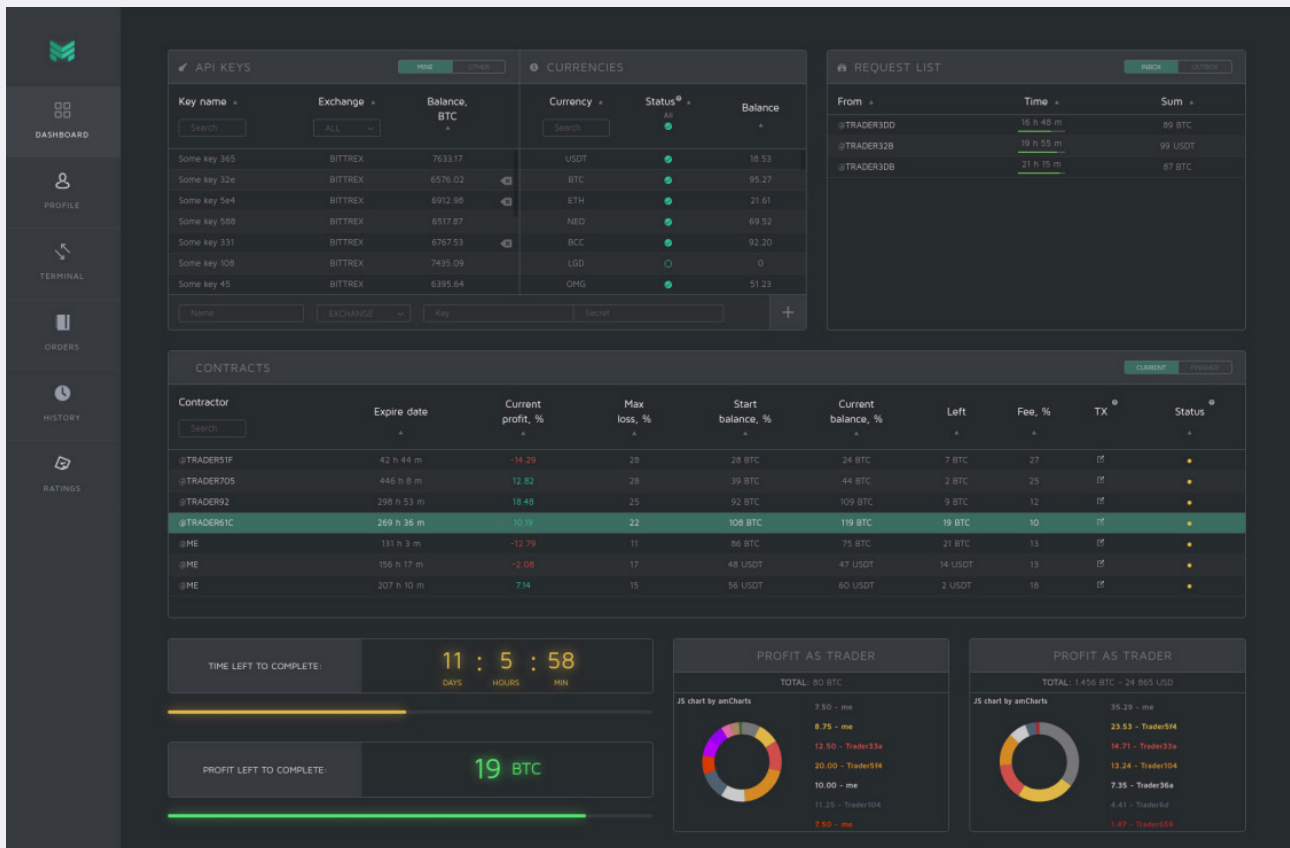 DASHBOARD
PROFILE
TERMINAL
ORDERS
HISTORY
RATINGS
API KEYS
MINE OTHER
Key name Exchange Balance, BTC
Search ALL
Some key 365 BITTREX 7633.17
Some key 32e BITTREX 6576.02
Some key 5e4 BITTREX 6912.98
Some key 588 BITTREX 6517.87
Some key 331 BITTREX 6767.53
Some key 108 BITTREX 7435.09
Some key 45 BITTREX 6395.64
Name EXCHANGE Key Secret +
CURRENCIES
Currency Status Balance
Search All
USDT 18.53
BTC 95.27
ETH 21.61
NEO 69.52
BCC 92.20
LGD 0
OMG 51.23
REQUEST LIST
INBOX OUTBOX
From Time Sum
@TRADER3DD 16 h 48 m 89 BTC
@TRADER32B 19 h 55 m 99 USDT
@TRADER3DB 21 h 15 m 87 BTC
CONTRACTS
CURRENT FINISHED
Contractor Expire date Current profit, % Max loss, % Start balance, % Current balance, % Left Fee, % TX Status
Search
@TRADER51F 42 h 44 m -14.29 28 28 BTC 24 BTC 7 BTC 27
@TRADER705 446 h 8 m 12.82 28 39 BTC 44 BTC 2 BTC 25
@TRADER92 298 h 53 m 18.48 25 92 BTC 109 BTC 9 BTC 12
@TRADER61C 269 h 36 m 10.19 22 108 BTC 119 BTC 19 BTC 10
@ME 131 h 3 m -12.79 11 86 BTC 75 BTC 21 BTC 13
@ME 156 h 17 m -2.08 17 48 USDT 47 USDT 14 USDT 13
@ME 207 h 10 m 7.14 15 56 USDT 60 USDT 2 USDT 18
TIME LEFT TO COMPLETE:
11 : 5 : 58
DAYS HOURS MIN
PROFIT LEFT TO COMPLETE:
19 BTC
PROFIT AS TRADER
TOTAL: 80 BTC
JS chart by amCharts
7.50 - me
8.75 - me
12.50 - Trader33a
20.00 - Trader5f4
10.00 - me
11.25 - Trader104
7.50 - me
PROFIT AS TRADER
TOTAL: 1 456 BTC - 24 865 USD
JS chart by amCharts
35.29 - me
23.53 - Trader5f4
14.71 - Trader33a
13.24 - Trader104
7.35 - Trader36a
4.41 - Trader6d
1.47 - Trader659